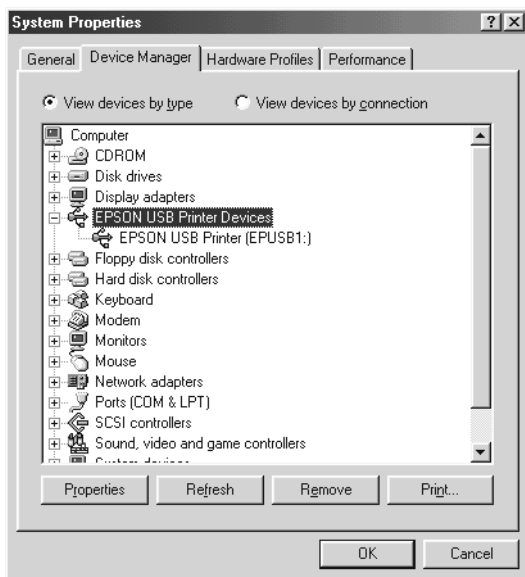 System Properties
? X
General Device Manager Hardware Profiles Performance
View devices by type View devices by connection
Computer
CDROM
Disk drives
Display adapters
EPSON USB Printer Devices
EPSON USB Printer (EPUSB1:)
Floppy disk controllers
Hard disk controllers
Keyboard
Modem
Monitors
Mouse
Network adapters
Ports (COM & LPT)
SCSI controllers
Sound, video and game controllers
Properties Refresh Remove Print...
OK Cancel